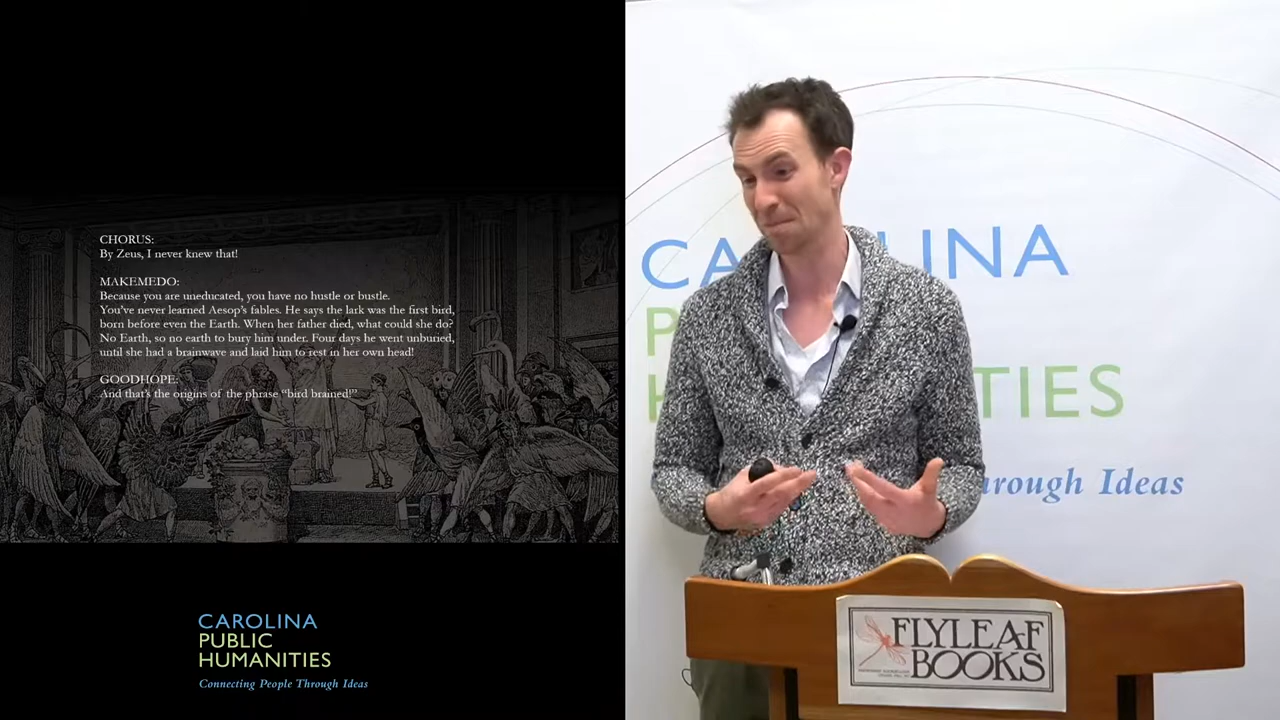 CHORUS:
By Zeus, I never knew that!
MAKEMEDO:
Because you are uneducated, you have no hustle or bustle.
You've never learned Aesop's fables. He says the lark was the first bird,
born before even the Earth. When her father died, what could she do?
No Earth, so no earth to bury him under. Four days he went unburied,
until she had a brainwave and laid him to rest in her own head!
GOODHOPE:
And that's the origins of the phrase “bird brained!”
CAROLINA
PUBLIC
HUMANITIES
Connecting People Through Ideas
CA INA
P
H TIES
hrough Ideas
FLYLEAF
BOOKS